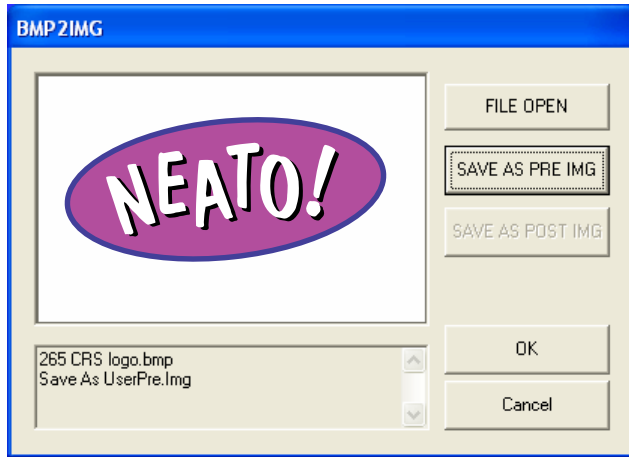 BMP2IMG
NEATO!
FILE OPEN
SAVE AS PRE IMG
SAVE AS POST IMG
265 CRS logo.bmp
Save As UserPre.Img
OK
Cancel